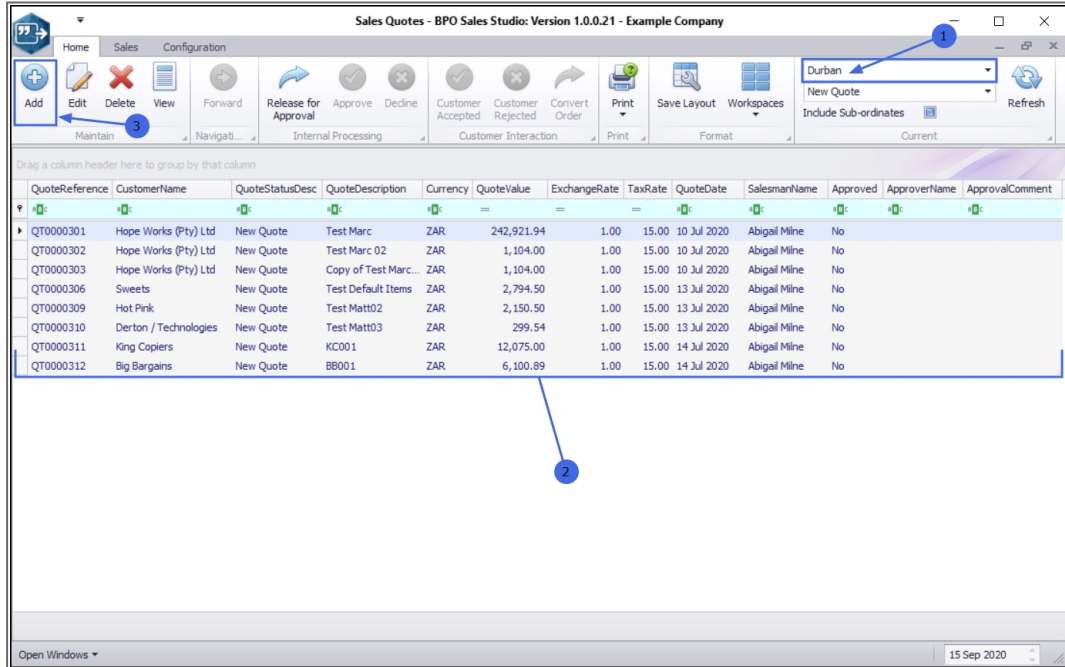 Sales Quotes - BPO Sales Studio: Version 1.0.0.21 - Example Company
1
Home Sales Configuration
Durban
New Quote
Include Sub-ordinates
Add Edit Delete View Forward Release for Approval Approve Decline Customer Accepted Customer Rejected Convert Order Print Save Layout Workspaces Refresh
3
Maintain Navigati... Internal Processing Customer Interaction Print Format Current
Drag a column header here to group by that column
QuoteReference CustomerName QuoteStatusDesc QuoteDescription Currency QuoteValue ExchangeRate TaxRate QuoteDate SalesmanName Approved ApproverName ApprovalComment
= = =
QT0000301 Hope Works (Pty) Ltd New Quote Test Marc ZAR 242,921.94 1.00 15.00 10 Jul 2020 Abigail Milne No
QT0000302 Hope Works (Pty) Ltd New Quote Test Marc 02 ZAR 1,104.00 1.00 15.00 10 Jul 2020 Abigail Milne No
QT0000303 Hope Works (Pty) Ltd New Quote Copy of Test Marc... ZAR 1,104.00 1.00 15.00 10 Jul 2020 Abigail Milne No
QT0000306 Sweets New Quote Test Default Items ZAR 2,794.50 1.00 15.00 13 Jul 2020 Abigail Milne No
QT0000309 Hot Pink New Quote Test Matt02 ZAR 2,150.50 1.00 15.00 13 Jul 2020 Abigail Milne No
QT0000310 Derton / Technologies New Quote Test Matt03 ZAR 299.54 1.00 15.00 13 Jul 2020 Abigail Milne No
QT0000311 King Copiers New Quote KC001 ZAR 12,075.00 1.00 15.00 14 Jul 2020 Abigail Milne No
QT0000312 Big Bargains New Quote BB001 ZAR 6,100.89 1.00 15.00 14 Jul 2020 Abigail Milne No
2
Open Windows 15 Sep 2020